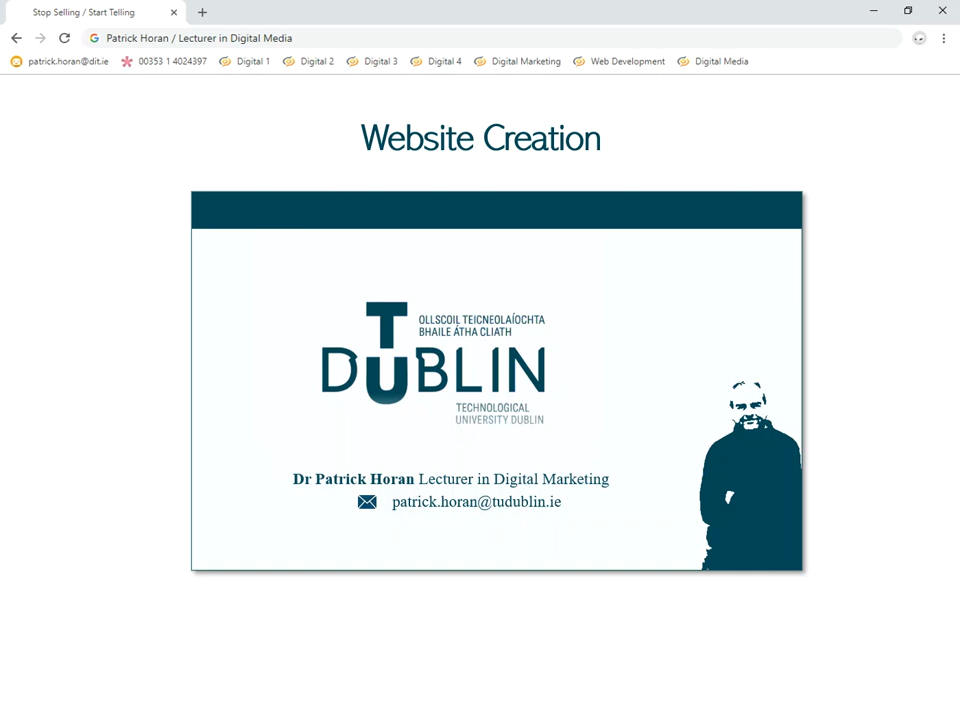 Stop Selling / Start Telling
Patrick Horan / Lecturer in Digital Media
patrick.horan@dit.ie 00353 1 4024397 Digital 1 Digital 2 Digital 3 Digital 4 Digital Marketing Web Development Digital Media
Website Creation
OLLSCOIL TEICNEOLAÍOCHTA
BHAILE ÁTHA CLIATH
TU DUBLIN
TECHNOLOGICAL
UNIVERSITY DUBLIN
Dr Patrick Horan Lecturer in Digital Marketing
patrick.horan@tudublin.ie